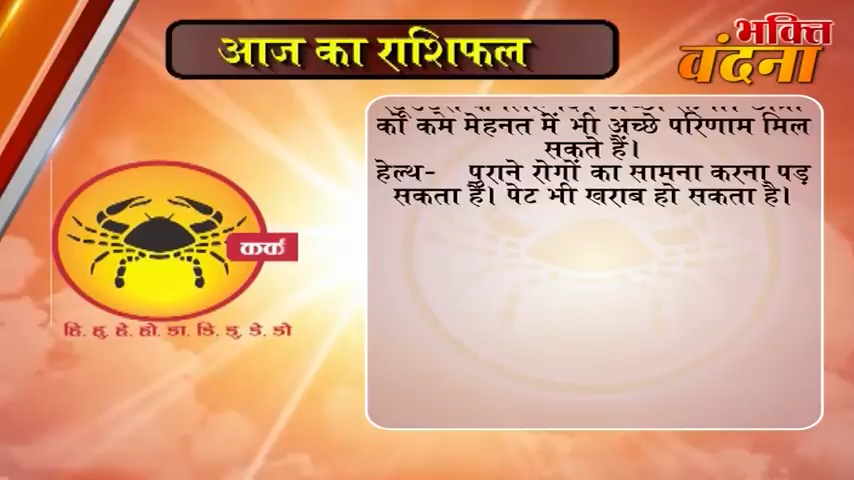 आज का राशिफल
भक्ति
वंदना
को कम मेहनत में भी अच्छे परिणाम मिल
सकते हैं।
हेल्थ- पुराने रोगों का सामना करना पड़
सकता है। पेट भी खराब हो सकता है।
कर्क
हि. हु. हे. हो. डा. डि. डु. डे. डो